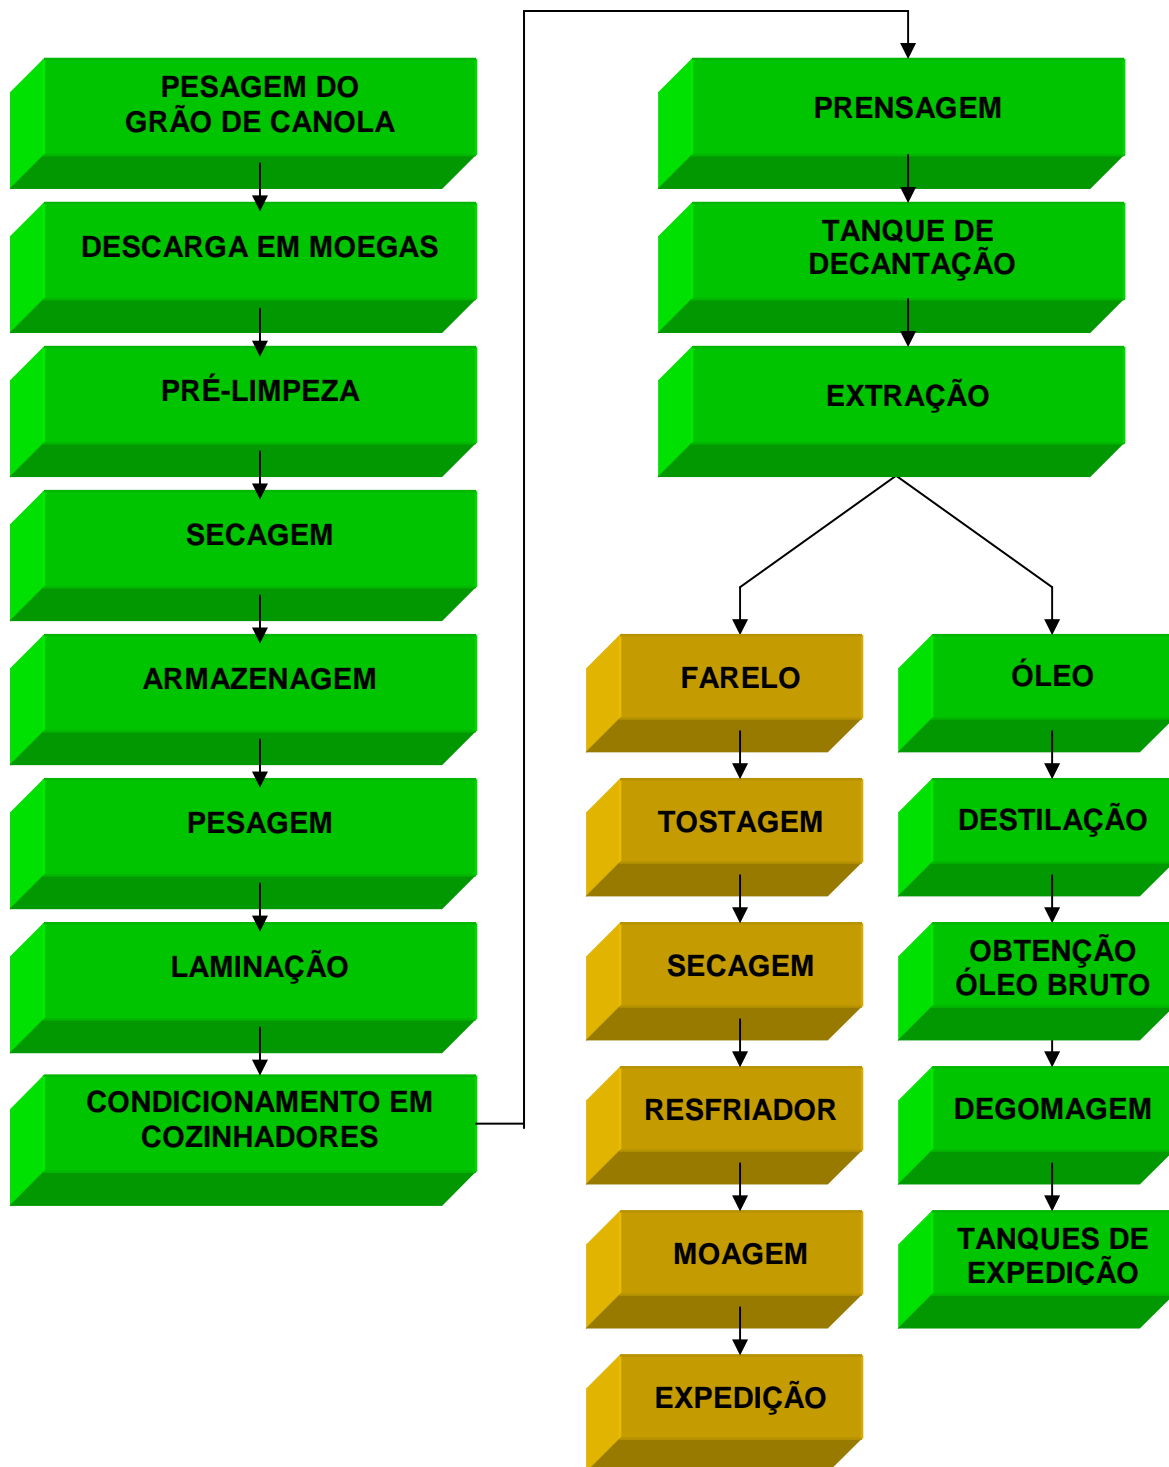 PESAGEM DO
GRÃO DE CANOLA
DESCARGA EM MOEGAS
PRÉ-LIMPEZA
SECAGEM
ARMAZENAGEM
PESAGEM
LAMINAÇÃO
CONDICIONAMENTO EM
COZINHADORES
PRENSAGEM
TANQUE DE
DECANTAÇÃO
EXTRAÇÃO
FARELO
TOSTAGEM
SECAGEM
RESFRIADOR
MOAGEM
EXPEDIÇÃO
ÓLEO
DESTILAÇÃO
OBTENÇÃO
ÓLEO BRUTO
DEGOMAGEM
TANQUES DE
EXPEDIÇÃO